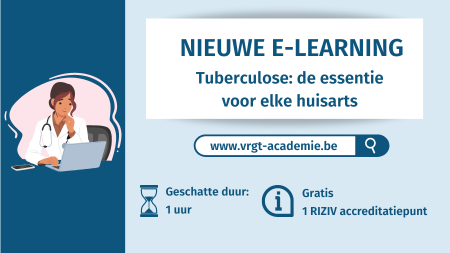 NIEUWE E-LEARNING
Tuberculose: de essentie
voor elke huisarts
www.vrgt-academie.be
Geschatte duur:
1 uur
Gratis
1 RIZIV accreditatiepunt